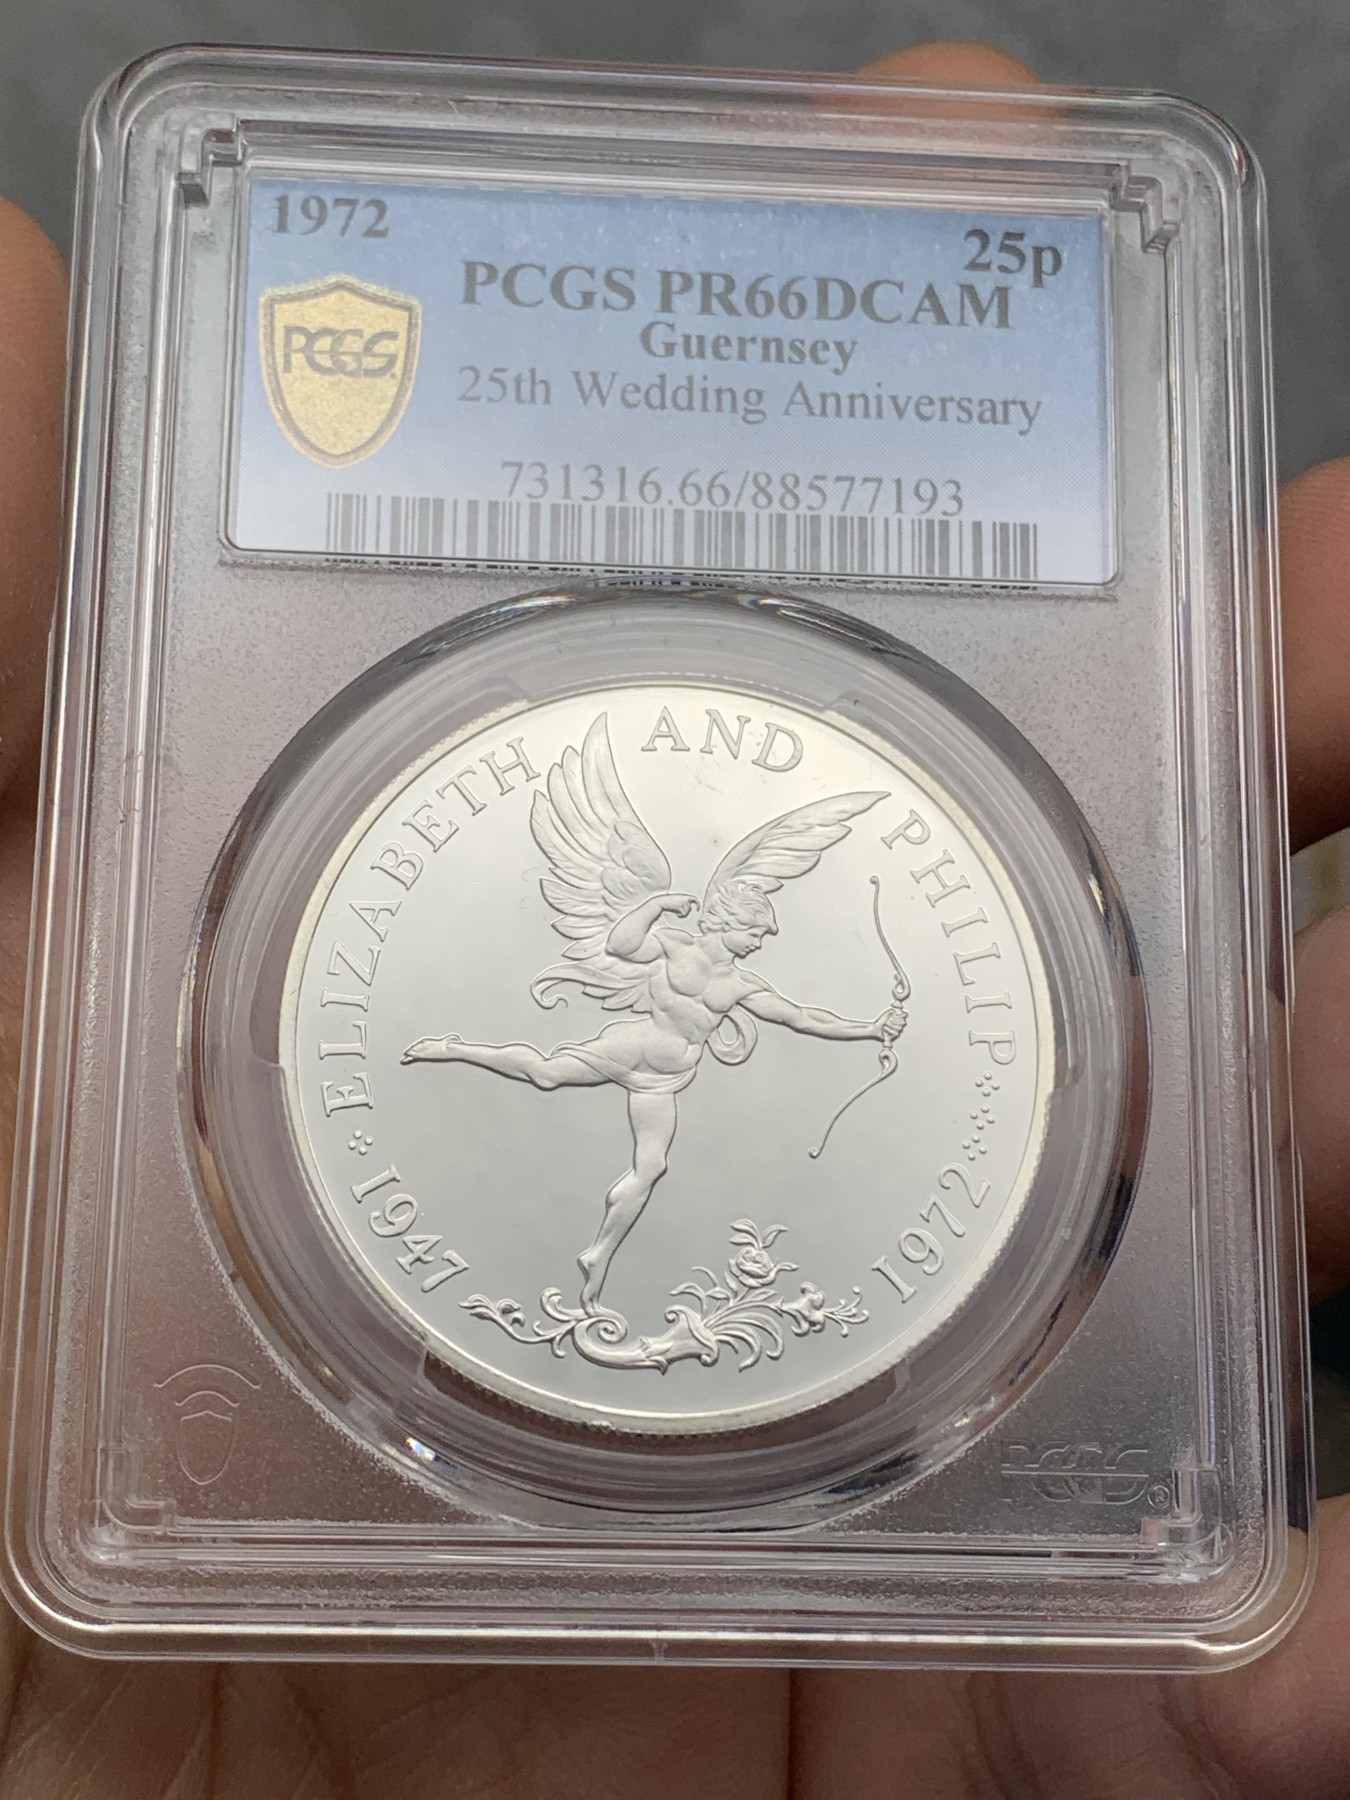 1972
25p
PCGS PR66DCAM
PCGS
Guernsey
25th Wedding Anniversary
731316.66/88577193
ELIZABETH AND PHILIP
1947 1972
PCGS®